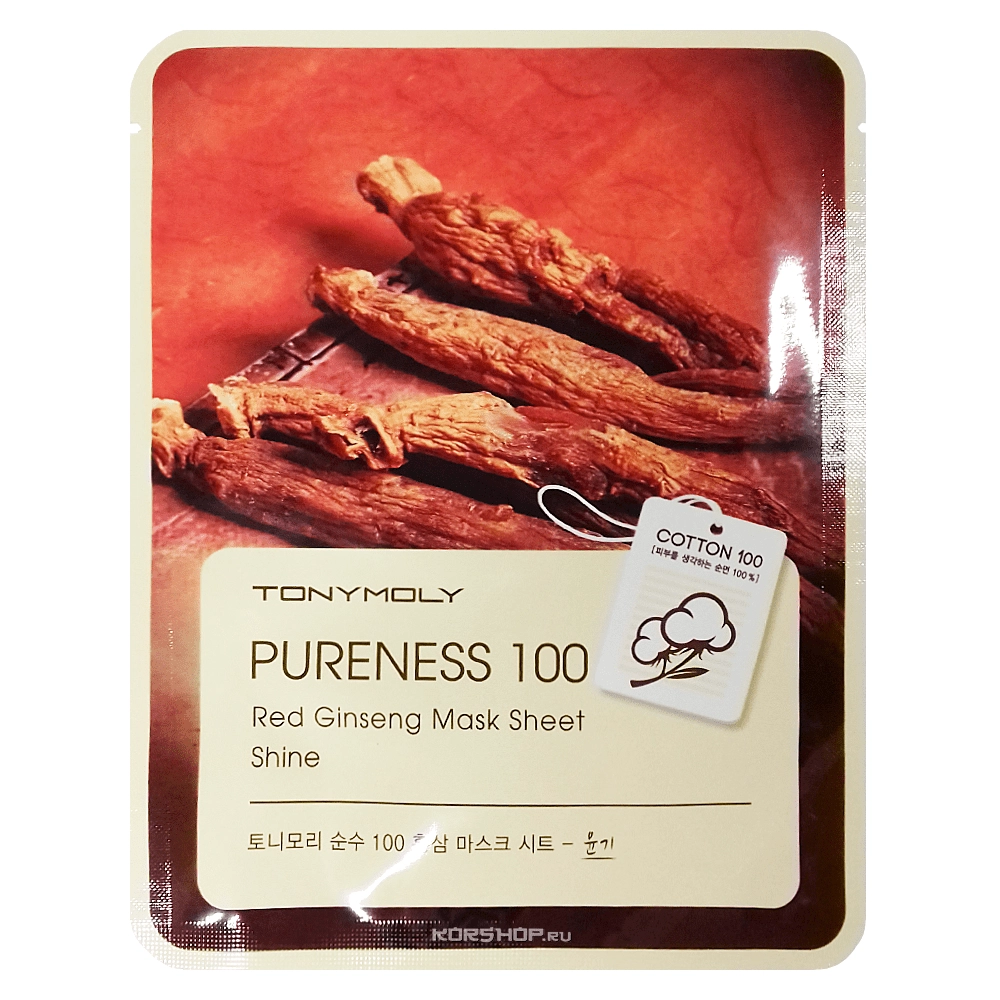 COTTON 100
[피부를 생각하는 순면 100%]
TONYMOLY
PURENESS 100
Red Ginseng Mask Sheet
Shine
토니모리 순수 100 홍삼 마스크 시트 - 윤기
KORSHOP.RU